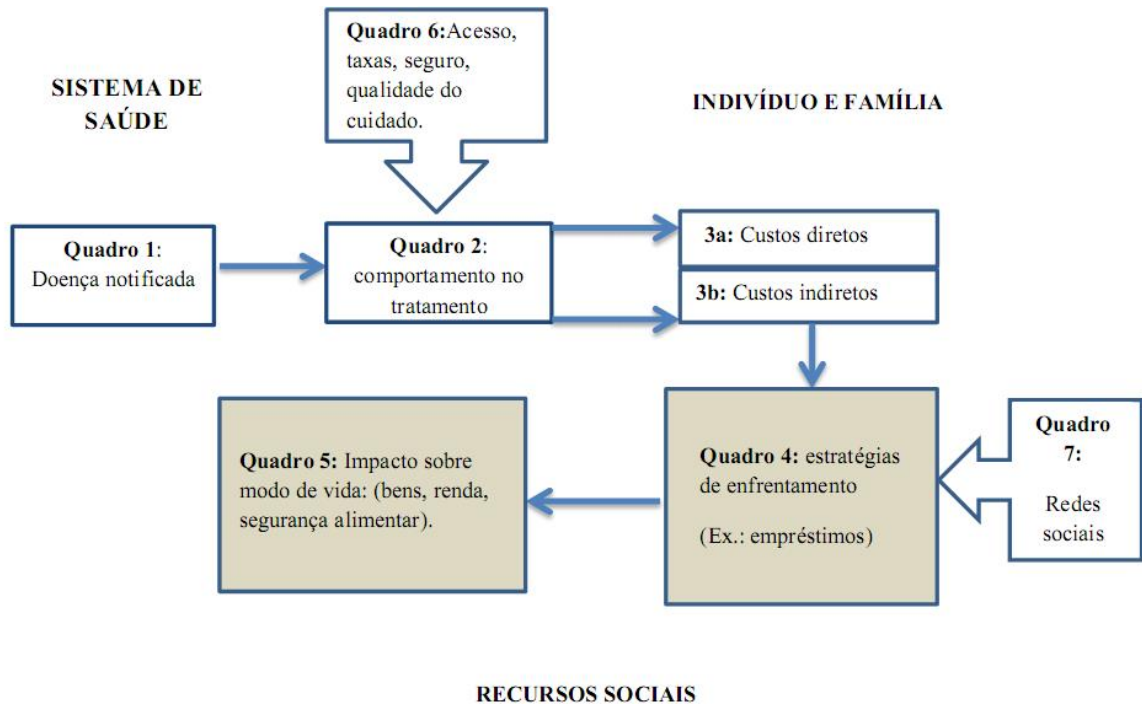 Quadro 6:Acesso,
taxas, seguro,
qualidade do
cuidado.
SISTEMA DE
SAÚDE
INDIVÍDUO E FAMÍLIA
Quadro 1:
Doença notificada
Quadro 2:
comportamento no
tratamento
3a: Custos diretos
3b: Custos indiretos
Quadro 5: Impacto sobre
modo de vida: (bens, renda,
segurança alimentar).
Quadro 4: estratégias
de enfrentamento
(Ex.: empréstimos)
Quadro
7:
Redes
sociais
RECURSOS SOCIAIS